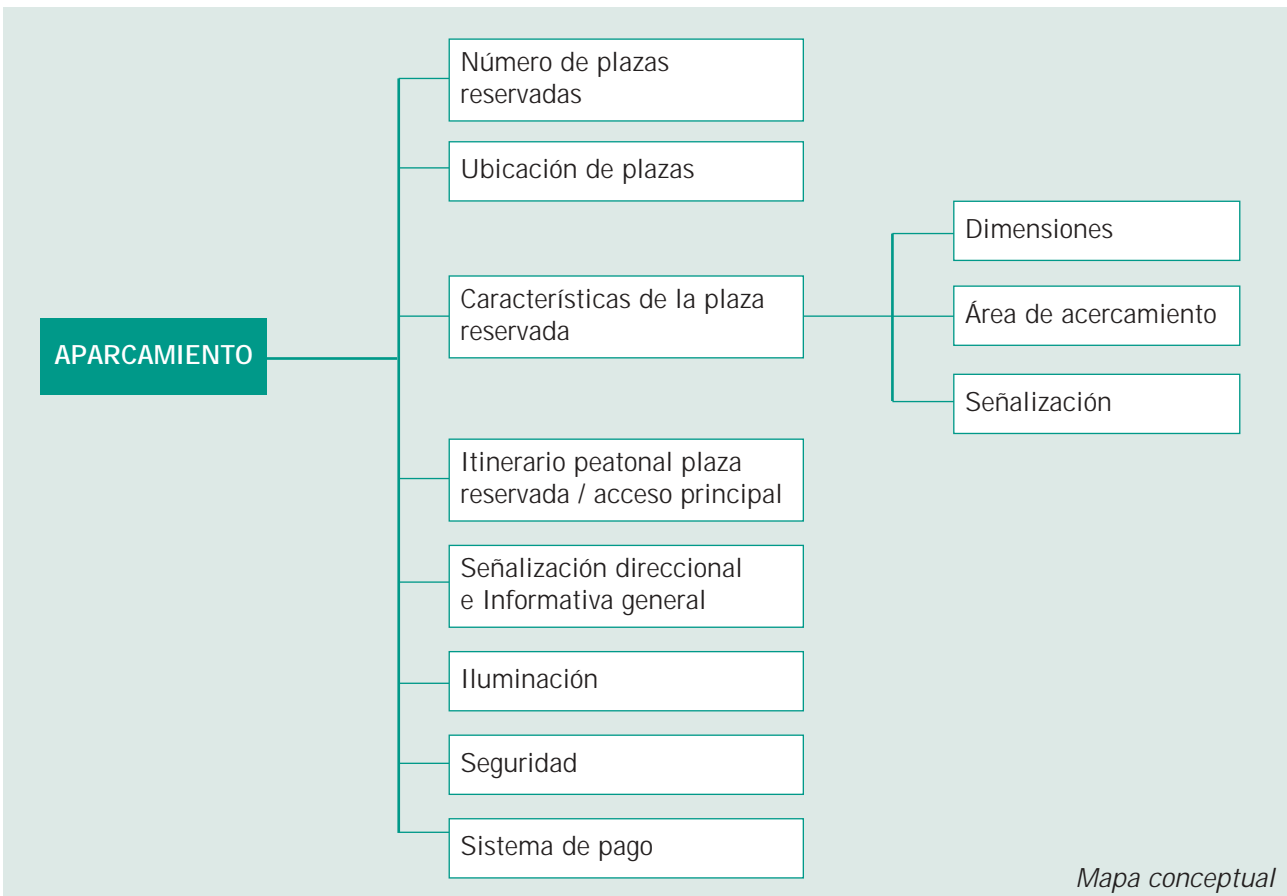 APARCAMIENTO
Número de plazas
reservadas
Ubicación de plazas
Características de la plaza
reservada
Dimensiones
Área de acercamiento
Señalización
Itinerario peatonal plaza
reservada / acceso principal
Señalización direccional
e Informativa general
Iluminación
Seguridad
Sistema de pago
Mapa conceptual